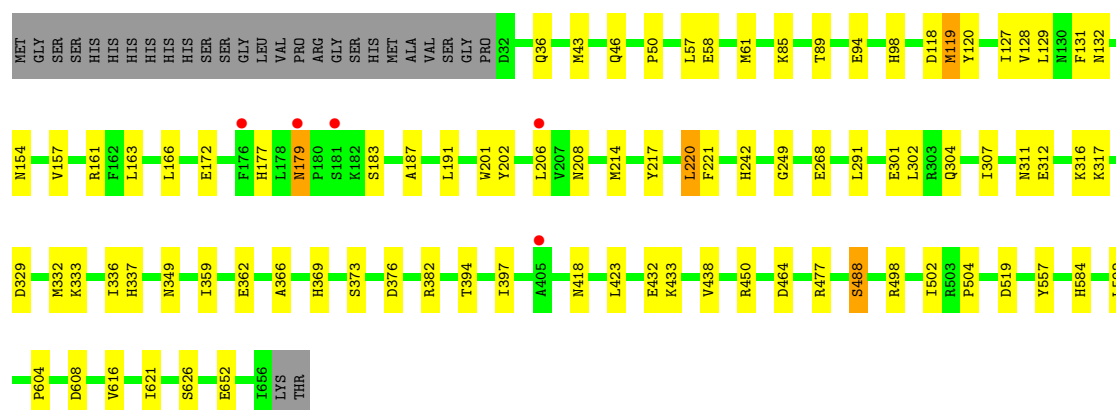 MET GLY SER SER HIS HIS HIS HIS HIS HIS SER SER GLY LEU VAL PRO ARG GLY SER HIS MET ALA VAL SER GLY PRO D32 Q36 M43 Q46 P50 L57 E58 M61 K85 T89 E94 H98 D118 M119 Y120 I127 V128 L129 N130 F131 N132
N154 V157 R161 F162 L163 L166 E172 F176 H177 L178 N179 P180 S181 K182 S183 A187 L191 W201 Y202 L206 V207 N208 M214 Y217 L220 F221 H242 G249 E268 L291 E301 L302 R303 Q304 I307 N311 E312 K316 K317
D329 M332 K333 I336 H337 N349 I359 E362 A366 H369 S373 D376 R382 T394 I397 A405 N418 L423 E432 K433 V438 R450 D464 R477 S488 R498 I502 R503 P504 D519 Y557 H584
P604 D608 V616 I621 S626 E652 I656 LYS THR